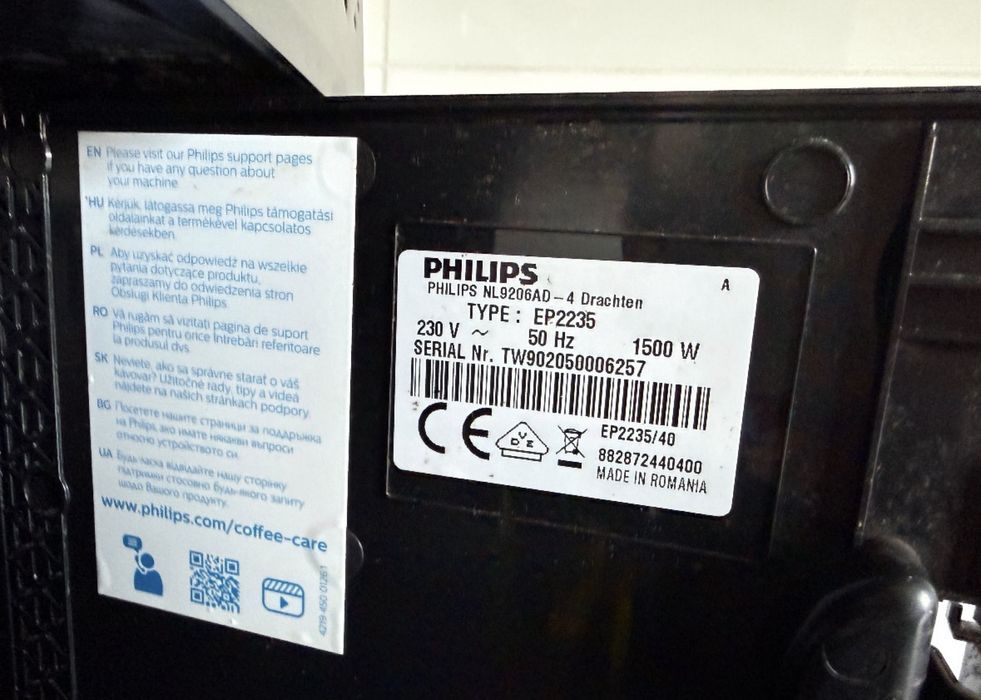 EN Please visit our Philips support pages
if you have any question about
your machine.
HU Kérjük, látogassa meg Philips támogatási
oldalainkat a termékével kapcsolatos
kérdésekben.
PL Aby uzyskać odpowiedź na wszelkie
pytania dotyczące produktu,
zapraszamy do odwiedzenia stron
Obsługi Klienta Philips.
RO Vă rugăm să vizitați pagina de suport
Philips pentru orice întrebări referitoare
la produsul dvs.
SK Neviete, ako sa správne starať o váš
kávovar? Užitočné rady, tipy a videá
nájdete na našich stránkach podpory.
BG Посетете нашите страници за поддръжка
на Philips, ако имате някакви въпроси
относно устройството си.
UA Будь-ласка відвідайте нашу сторінку
підтримки стосовно будь-якого запиту
щодо Вашого продукту.
www.philips.com/coffee-care
4219 450 01261
PHILIPS
A
PHILIPS NL9206AD-4 Drachten
TYPE : EP2235
230 V ~ 50 Hz 1500 W
SERIAL Nr. TW902050006257
CE
VDE
EP2235/40
882872440400
MADE IN ROMANIA